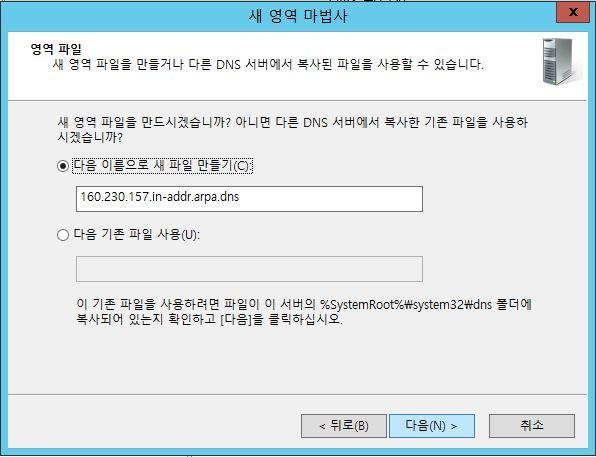 새 영역 마법사
x
영역 파일
새 영역 파일을 만들거나 다른 DNS 서버에서 복사된 파일을 사용할 수 있습니다.
새 영역 파일을 만드시겠습니까? 아니면 다른 DNS 서버에서 복사한 기존 파일을 사용하
시겠습니까?
다음 이름으로 새 파일 만들기(C):
160.230.157.in-addr.arpa.dns
다음 기존 파일 사용(U):
이 기존 파일을 사용하려면 파일이 이 서버의 %SystemRoot%₩system32₩dns 폴더에
복사되어 있는지 확인하고 [다음]을 클릭하십시오.
< 뒤로(B)
다음(N) >
취소